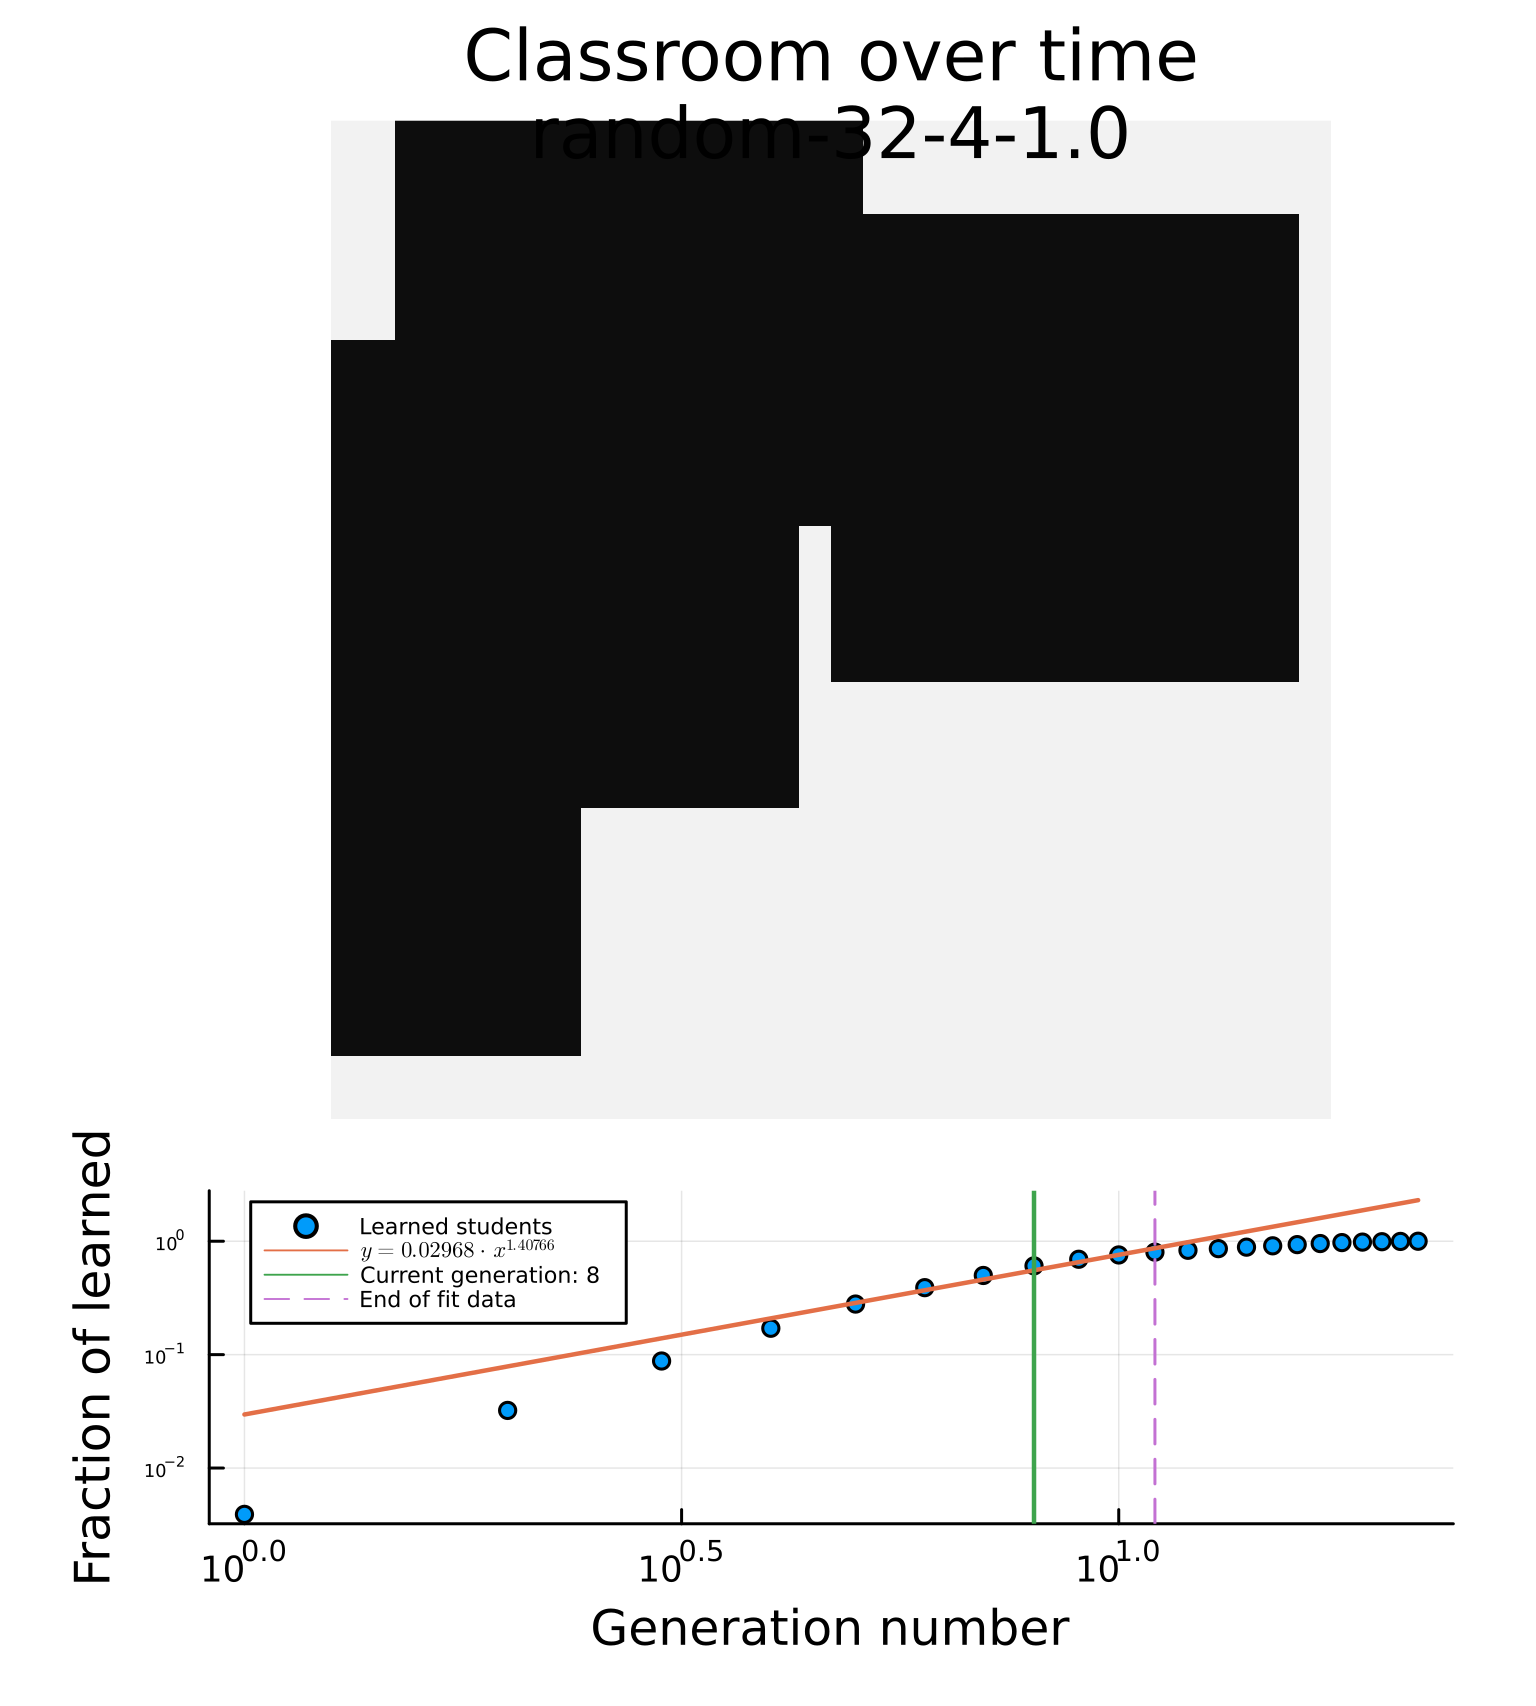 Classroom over time
random-32-4-1.0
Fraction of learned
10^0
10^−1
10^−2
Learned students
y = 0.02968 · x^1.40766
Current generation: 8
End of fit data
10^0.0
10^0.5
10^1.0
Generation number